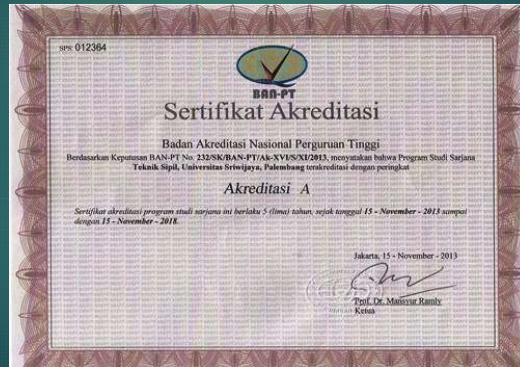 SPS: 012364
BAN-PT
Sertifikat Akreditasi
Badan Akreditasi Nasional Perguruan Tinggi
Berdasarkan Keputusan BAN-PT No. 232/SK/BAN-PT/Ak-XVI/S/XI/2013, menyatakan bahwa Program Studi Sarjana
Teknik Sipil, Universitas Sriwijaya, Palembang terakreditasi dengan peringkat
Akreditasi A
Sertifikat akreditasi program studi sarjana ini berlaku 5 (lima) tahun, sejak tanggal 15 - November - 2013 sampai
dengan 15 - November - 2018.
Jakarta, 15 - November - 2013
Prof. Dr. Mansyur Ramly
Ketua